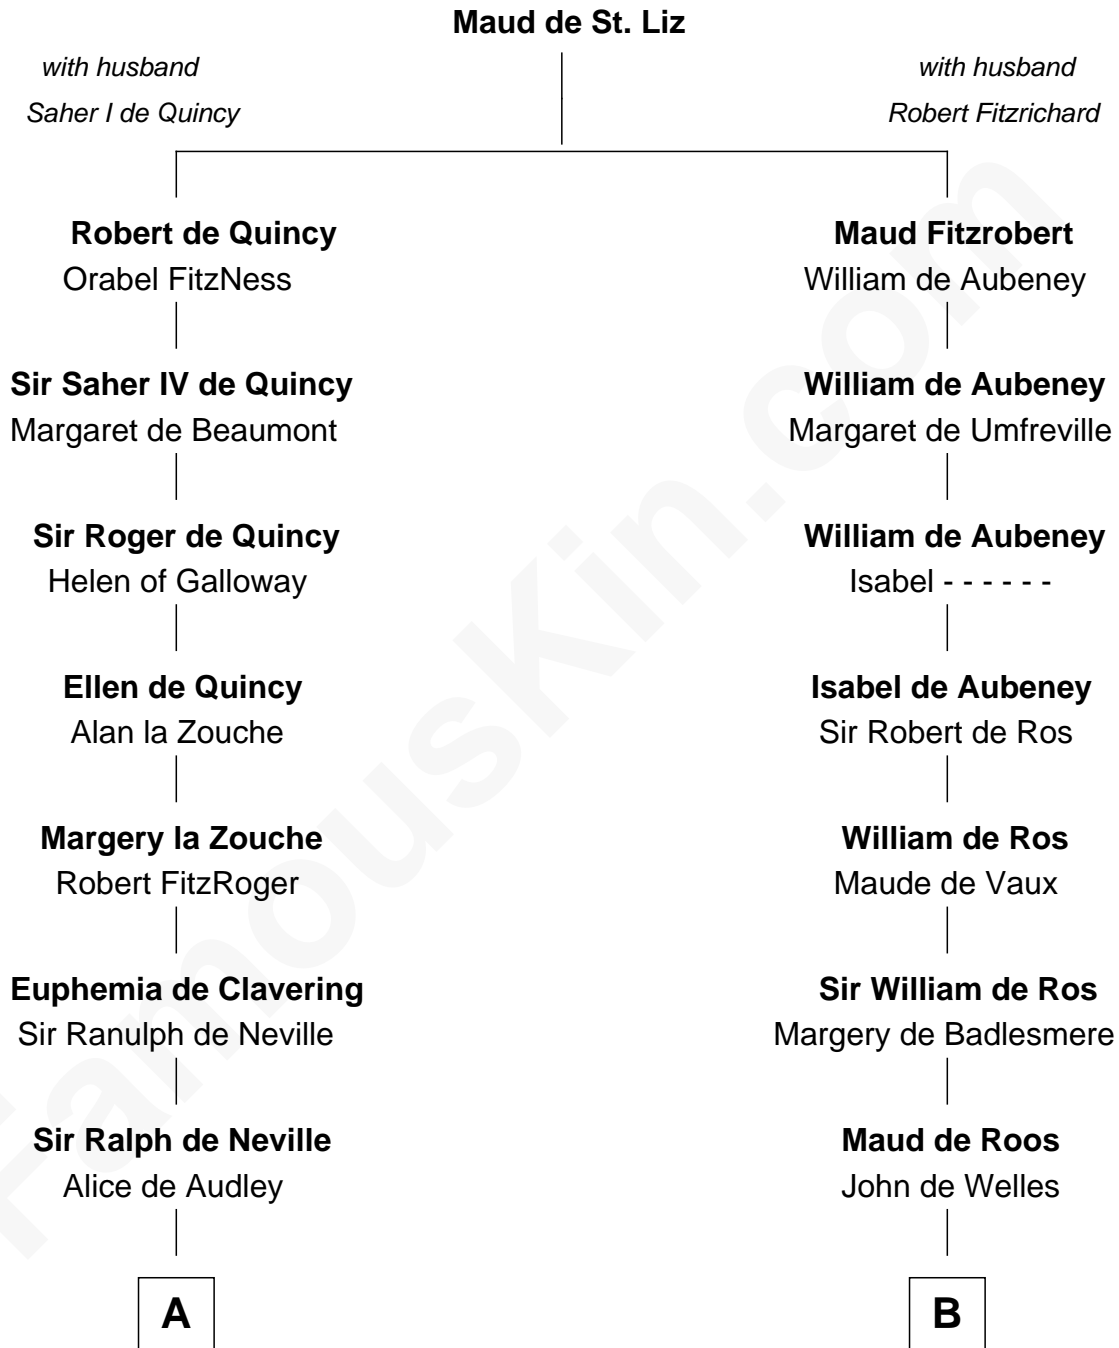 Maud de St. Liz
with husband
Saher I de Quincy
with husband
Robert Fitzrichard
Robert de Quincy
Orabel FitzNess
Maud Fitzrobert
William de Aubeney
Sir Saher IV de Quincy
Margaret de Beaumont
William de Aubeney
Margaret de Umfreville
Sir Roger de Quincy
Helen of Galloway
William de Aubeney
Isabel - - - - - -
Ellen de Quincy
Alan la Zouche
Isabel de Aubeney
Sir Robert de Ros
Margery la Zouche
Robert FitzRoger
William de Ros
Maude de Vaux
Euphemia de Clavering
Sir Ranulph de Neville
Sir William de Ros
Margery de Badlesmere
Sir Ralph de Neville
Alice de Audley
Maud de Roos
John de Welles
A
B
FamousKin.com